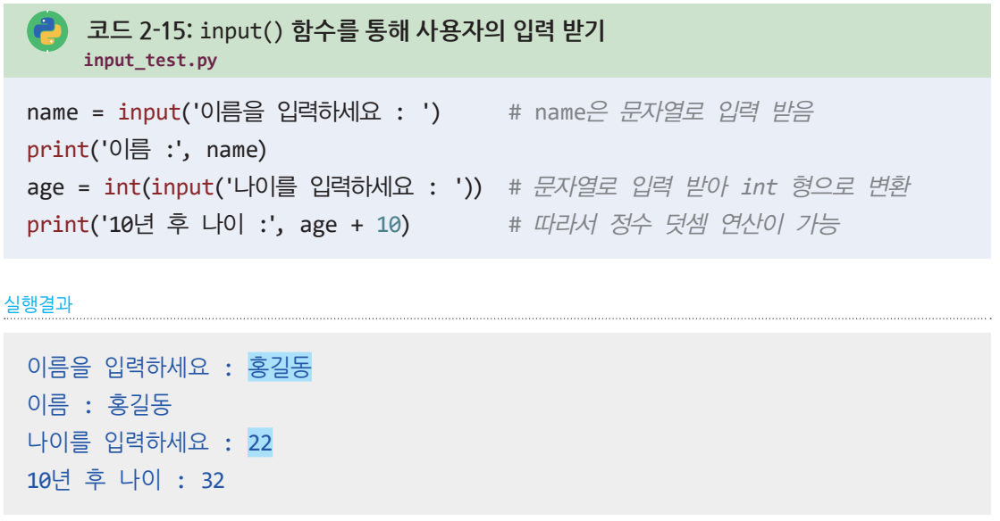 코드 2-15: input() 함수를 통해 사용자의 입력 받기
input_test.py
name = input('이름을 입력하세요 : ') # name은 문자열로 입력 받음
print('이름 :', name)
age = int(input('나이를 입력하세요 : ')) # 문자열로 입력 받아 int 형으로 변환
print('10년 후 나이 :', age + 10) # 따라서 정수 덧셈 연산이 가능
실행결과
이름을 입력하세요 : 홍길동
이름 : 홍길동
나이를 입력하세요 : 22
10년 후 나이 : 32